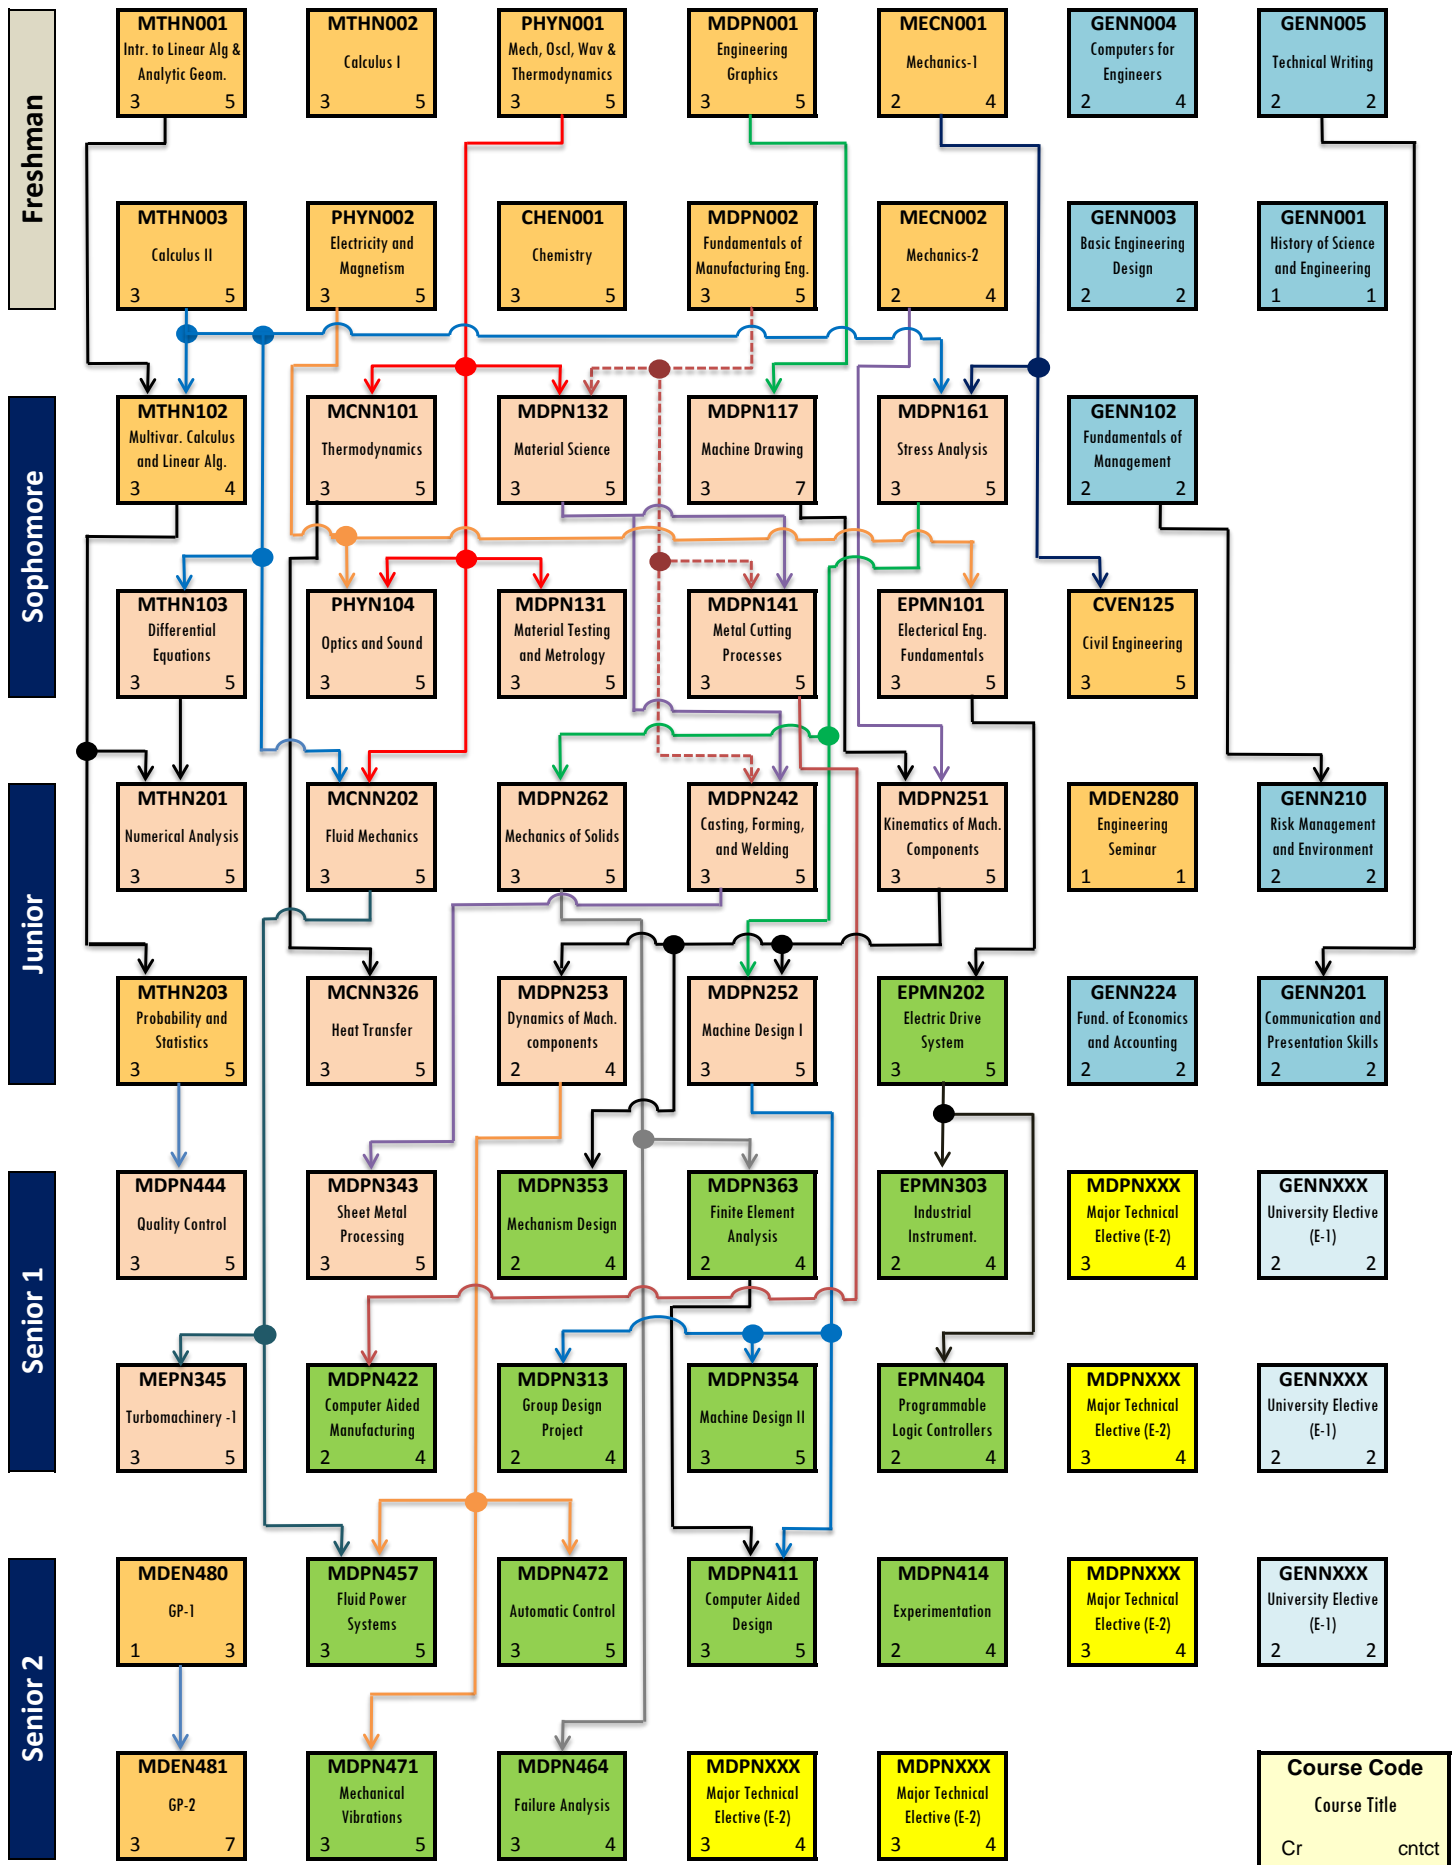 Freshman
MTHN001
Intr. to Linear Alg &
Analytic Geom.
3 5
MTHN002
Calculus I
3 5
PHYN001
Mech, Oscl, Wav &
Thermodynamics
3 5
MDPN001
Engineering
Graphics
3 5
MECN001
Mechanics-1
2 4
GENN004
Computers for
Engineers
2 4
GENN005
Technical Writing
2 2
MTHN003
Calculus II
3 5
PHYN002
Electricity and
Magnetism
3 5
CHEN001
Chemistry
3 5
MDPN002
Fundamentals of
Manufacturing Eng.
3 5
MECN002
Mechanics-2
2 4
GENN003
Basic Engineering
Design
2 2
GENN001
History of Science
and Engineering
1 1
Sophomore
MTHN102
Multivar. Calculus
and Linear Alg.
3 4
MCNN101
Thermodynamics
3 5
MDPN132
Material Science
3 5
MDPN117
Machine Drawing
3 7
MDPN161
Stress Analysis
3 5
GENN102
Fundamentals of
Management
2 2
MTHN103
Differential
Equations
3 5
PHYN104
Optics and Sound
3 5
MDPN131
Material Testing
and Metrology
3 5
MDPN141
Metal Cutting
Processes
3 5
EPMN101
Electerical Eng.
Fundamentals
3 5
CVEN125
Civil Engineering
3 5
Junior
MTHN201
Numerical Analysis
3 5
MCNN202
Fluid Mechanics
3 5
MDPN262
Mechanics of Solids
3 5
MDPN242
Casting, Forming,
and Welding
3 5
MDPN251
Kinematics of Mach.
Components
3 5
MDEN280
Engineering
Seminar
1 1
GENN210
Risk Management
and Environment
2 2
MTHN203
Probability and
Statistics
3 5
MCNN326
Heat Transfer
3 5
MDPN253
Dynamics of Mach.
components
2 4
MDPN252
Machine Design I
3 5
EPMN202
Electric Drive
System
3 5
GENN224
Fund. of Economics
and Accounting
2 2
GENN201
Communication and
Presentation Skills
2 2
Senior 1
MDPN444
Quality Control
3 5
MDPN343
Sheet Metal
Processing
3 5
MDPN353
Mechanism Design
2 4
MDPN363
Finite Element
Analysis
2 4
EPMN303
Industrial
Instrument.
2 4
MDPNXXX
Major Technical
Elective (E-2)
3 4
GENNXXX
University Elective
(E-1)
2 2
MEPN345
Turbomachinery -1
3 5
MDPN422
Computer Aided
Manufacturing
2 4
MDPN313
Group Design
Project
2 4
MDPN354
Machine Design II
3 5
EPMN404
Programmable
Logic Controllers
2 4
MDPNXXX
Major Technical
Elective (E-2)
3 4
GENNXXX
University Elective
(E-1)
2 2
Senior 2
MDEN480
GP-1
1 3
MDPN457
Fluid Power
Systems
3 5
MDPN472
Automatic Control
3 5
MDPN411
Computer Aided
Design
3 5
MDPN414
Experimentation
2 4
MDPNXXX
Major Technical
Elective (E-2)
3 4
GENNXXX
University Elective
(E-1)
2 2
MDEN481
GP-2
3 7
MDPN471
Mechanical
Vibrations
3 5
MDPN464
Failure Analysis
3 4
MDPNXXX
Major Technical
Elective (E-2)
3 4
MDPNXXX
Major Technical
Elective (E-2)
3 4
Course Code
Course Title
Cr cntct